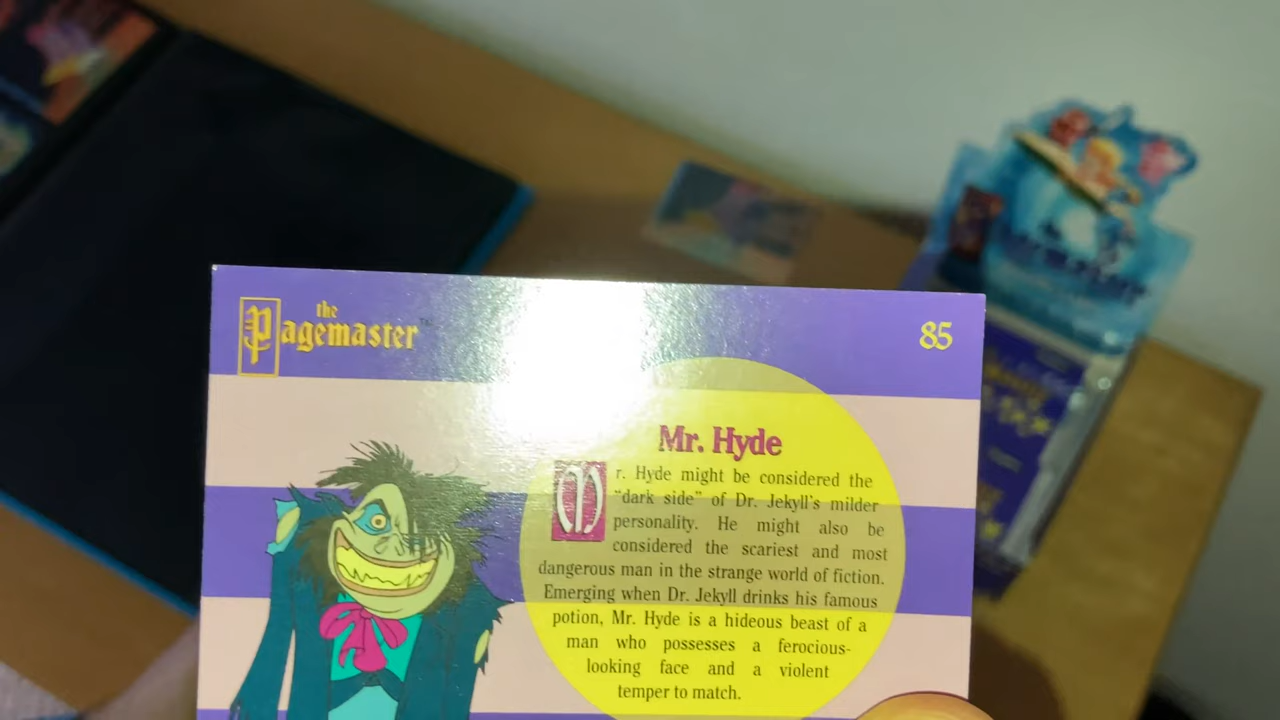 the
Pagemaster™
85
Mr. Hyde
Mr. Hyde might be considered the
"dark side" of Dr. Jekyll's milder
personality. He might also be
considered the scariest and most
dangerous man in the strange world of fiction.
Emerging when Dr. Jekyll drinks his famous
potion, Mr. Hyde is a hideous beast of a
man who possesses a ferocious-
looking face and a violent
temper to match.